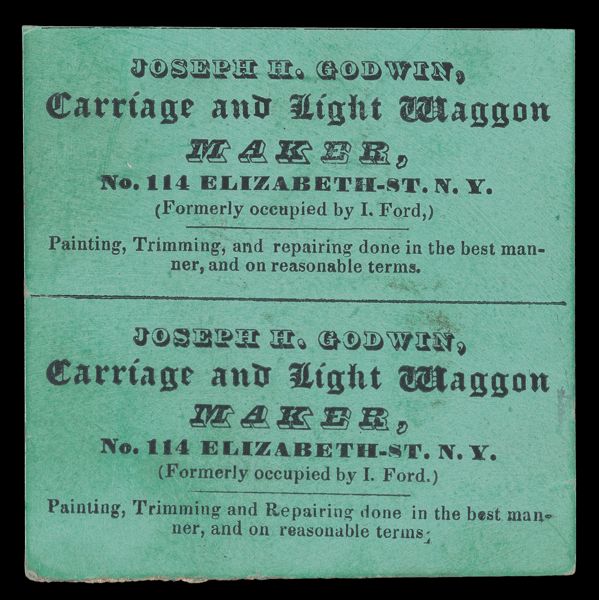 JOSEPH H. GODWIN,
Carriage and Light Waggon
MAKER,
No. 114 ELIZABETH-ST. N. Y.
(Formerly occupied by I. Ford,)
Painting, Trimming, and repairing done in the best man-
ner, and on reasonable terms.
JOSEPH H. GODWIN,
Carriage and Light Waggon
MAKER,
No. 114 ELIZABETH-ST. N. Y.
(Formerly occupied by I. Ford.)
Painting, Trimming and Repairing done in the best man-
ner, and on reasonable terms;